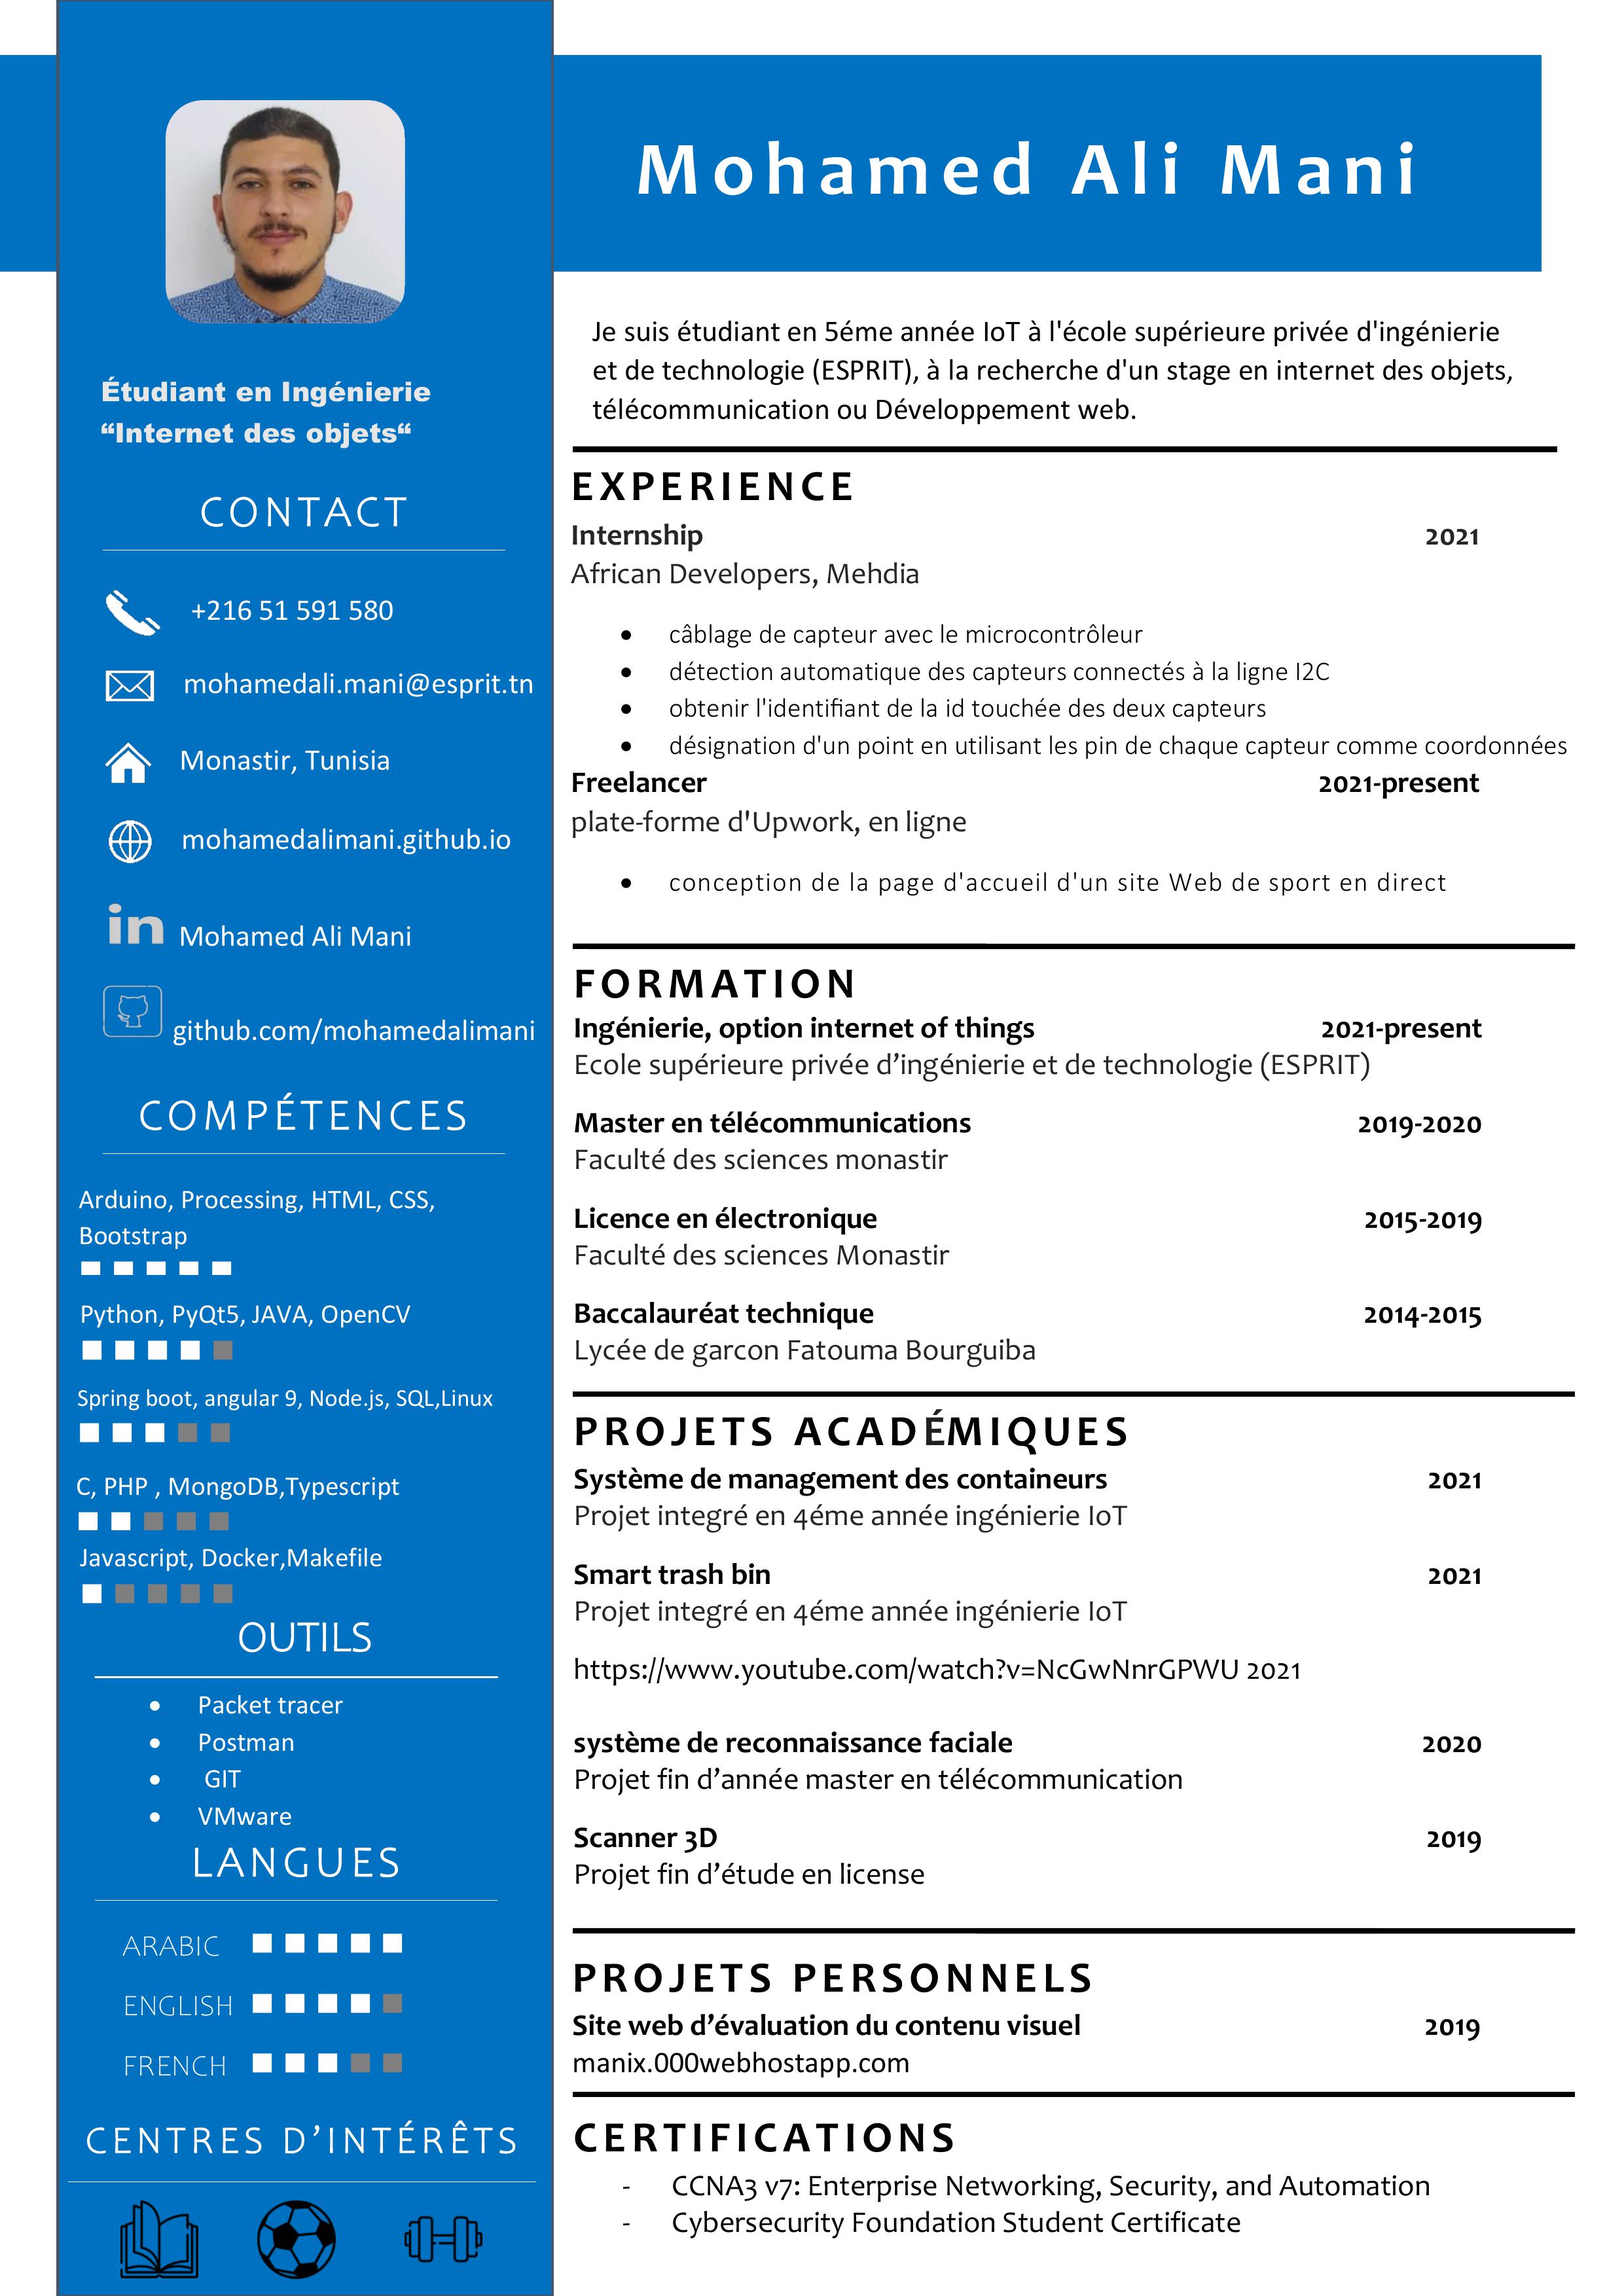 Mohamed Ali Mani
Étudiant en Ingénierie
“Internet des objets“
CONTACT
+216 51 591 580
mohamedali.mani@esprit.tn
Monastir, Tunisia
mohamedalimani.github.io
in Mohamed Ali Mani
github.com/mohamedalimani
COMPÉTENCES
Arduino, Processing, HTML, CSS,
Bootstrap
Python, PyQt5, JAVA, OpenCV
Spring boot, angular 9, Node.js, SQL,Linux
C, PHP , MongoDB,Typescript
Javascript, Docker,Makefile
OUTILS
• Packet tracer
• Postman
• GIT
• VMware
LANGUES
ARABIC
ENGLISH
FRENCH
CENTRES D’INTÉRÊTS
Je suis étudiant en 5éme année IoT à l'école supérieure privée d'ingénierie
et de technologie (ESPRIT), à la recherche d'un stage en internet des objets,
télécommunication ou Développement web.
EXPERIENCE
Internship 2021
African Developers, Mehdia
• câblage de capteur avec le microcontrôleur
• détection automatique des capteurs connectés à la ligne I2C
• obtenir l'identifiant de la id touchée des deux capteurs
• désignation d'un point en utilisant les pin de chaque capteur comme coordonnées
Freelancer 2021-present
plate-forme d'Upwork, en ligne
• conception de la page d'accueil d'un site Web de sport en direct
FORMATION
Ingénierie, option internet of things 2021-present
Ecole supérieure privée d’ingénierie et de technologie (ESPRIT)
Master en télécommunications 2019-2020
Faculté des sciences monastir
Licence en électronique 2015-2019
Faculté des sciences Monastir
Baccalauréat technique 2014-2015
Lycée de garcon Fatouma Bourguiba
PROJETS ACADÉMIQUES
Système de management des containeurs 2021
Projet integré en 4éme année ingénierie IoT
Smart trash bin 2021
Projet integré en 4éme année ingénierie IoT
https://www.youtube.com/watch?v=NcGwNnrGPWU 2021
système de reconnaissance faciale 2020
Projet fin d’année master en télécommunication
Scanner 3D 2019
Projet fin d’étude en license
PROJETS PERSONNELS
Site web d’évaluation du contenu visuel 2019
manix.000webhostapp.com
CERTIFICATIONS
- CCNA3 v7: Enterprise Networking, Security, and Automation
- Cybersecurity Foundation Student Certificate